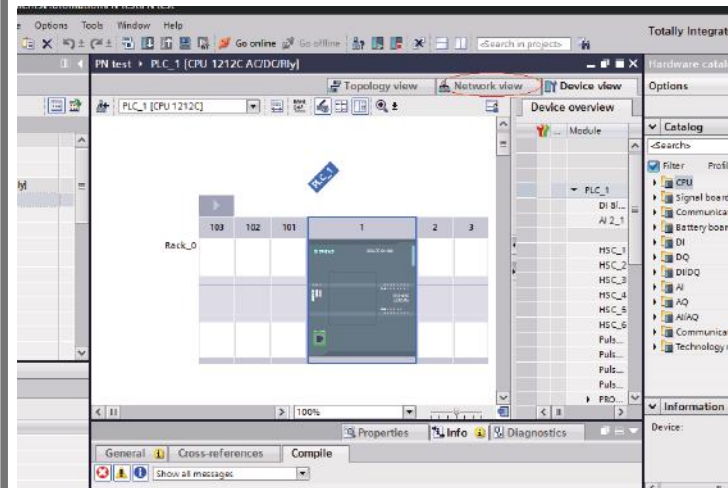 Options Tools Window Help
Go online Go offline <Search in project>
Totally Integrat
PN test PLC_1 [CPU 1212C AC/DC/Rly]
Hardware catal
Topology view Network view Device view
Options
PLC_1 [CPU 1212C]
Device overview
Module
Catalog
<Search>
Filter Profil
PLC_1
DI 8/...
AI 2_1
HSC_1
HSC_2
HSC_3
HSC_4
HSC_5
HSC_6
Puls...
Puls...
Puls...
Puls...
PRO...
CPU
Signal board
Communica
Battery board
DI
DQ
DI/DQ
AI
AQ
AI/AQ
Communica
Technology
PLC_1
103 102 101 1 2 3
Rack_0
100%
Information
Device:
Properties Info Diagnostics
General Cross-references Compile
Show all messages